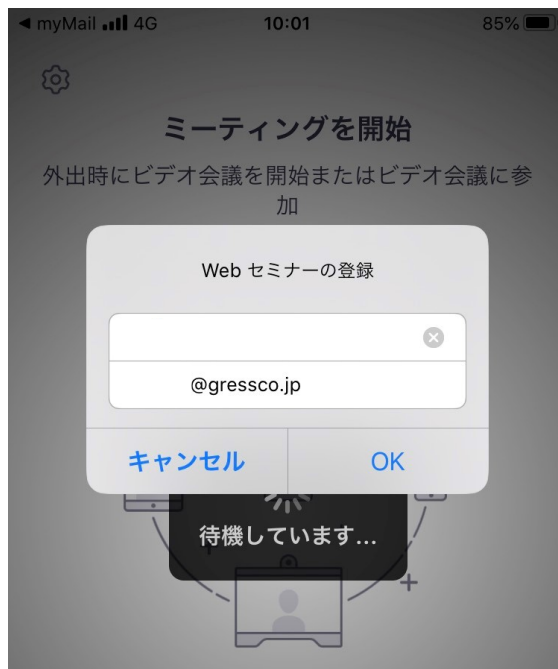 myMail 4G 10:01 85%
ミーティングを開始
外出時にビデオ会議を開始またはビデオ会議に参
加
Web セミナーの登録
@gressco.jp
キャンセル OK
待機しています...